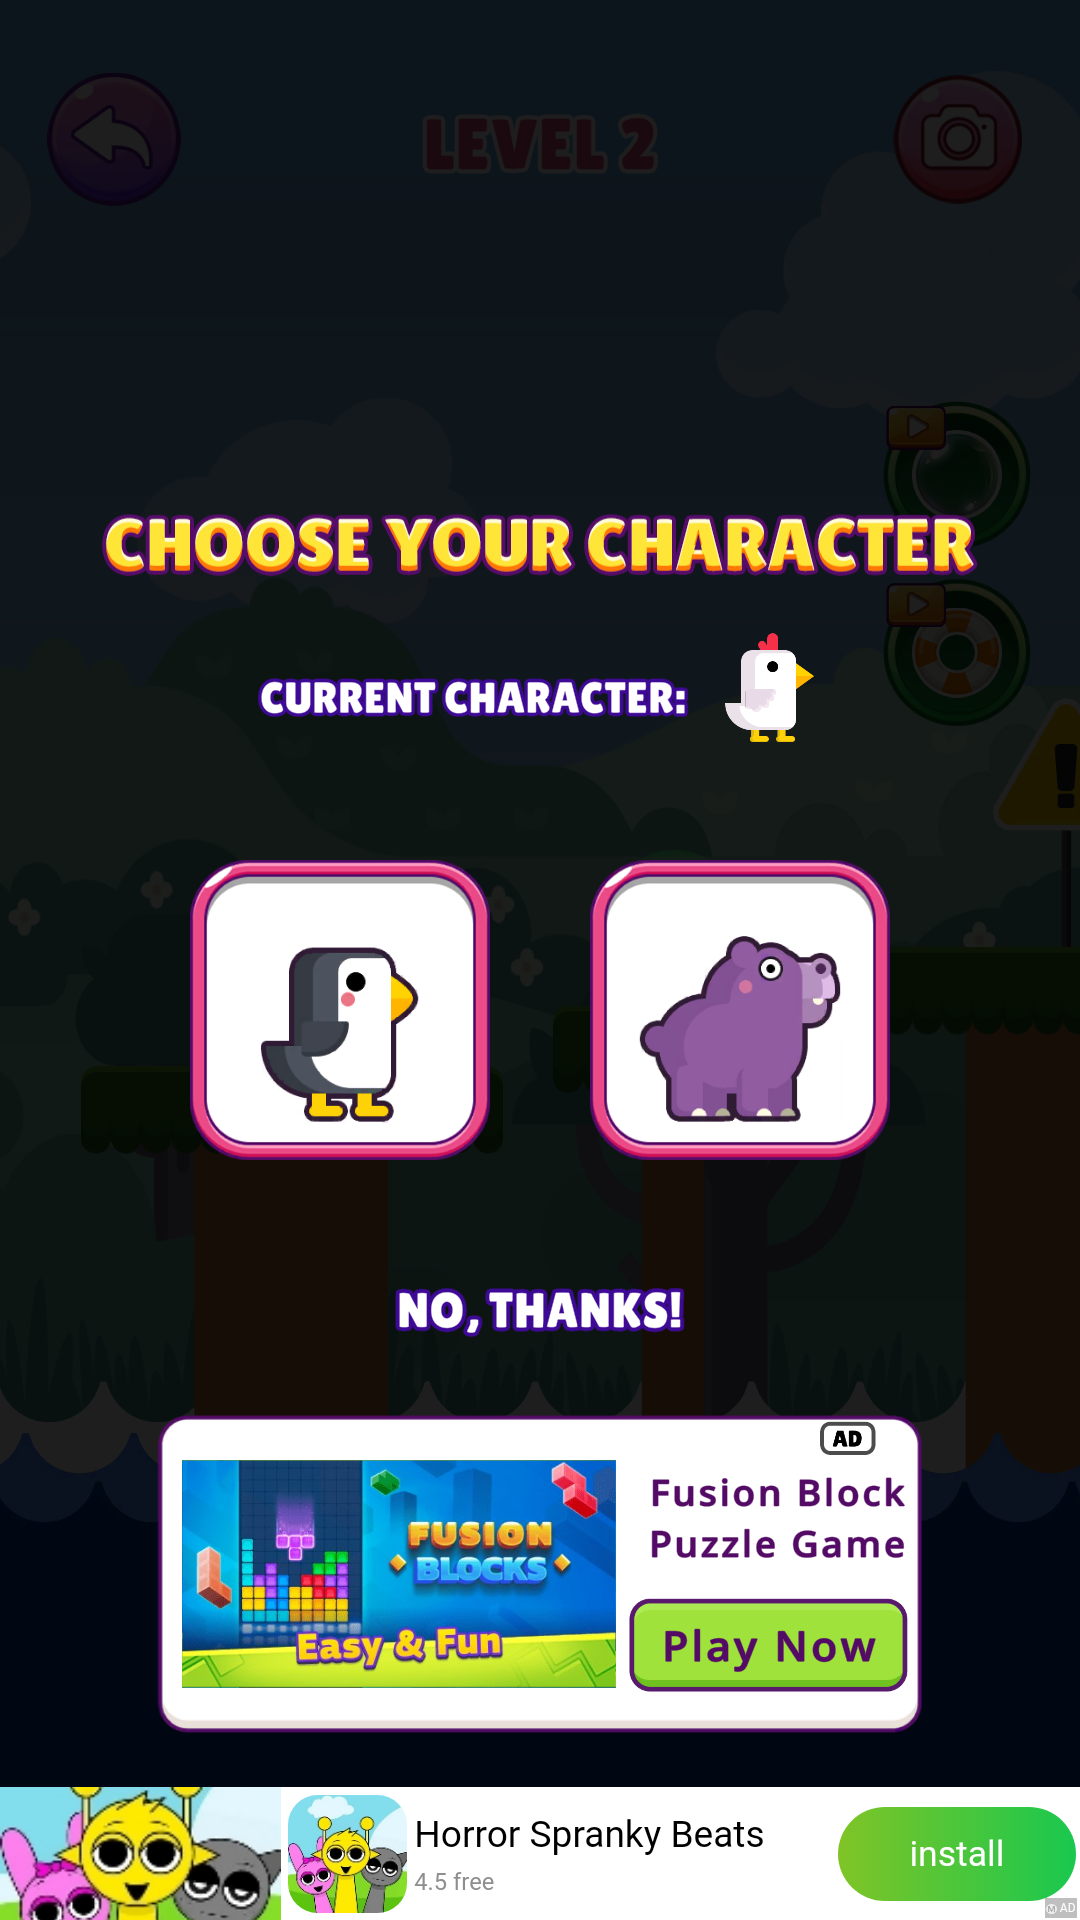 LEVEL 2
CHOOSE YOUR CHARACTER
CURRENT CHARACTER:
NO, THANKS!
AD
FUSION
BLOCKS
Easy & Fun
Fusion Block
Puzzle Game
Play Now
Horror Spranky Beats
4.5 free
install
AD